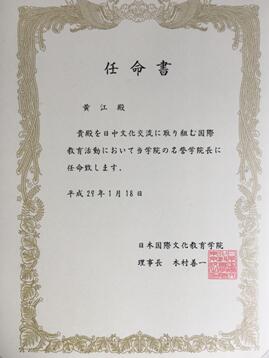 任命書
黄江殿
貴殿を日中文化交流に取り組む国際
教育活動において当学院の名誉学院長に
任命致します。
平成29年1月18日
日本国際文化教育学院
理事長 木村善一